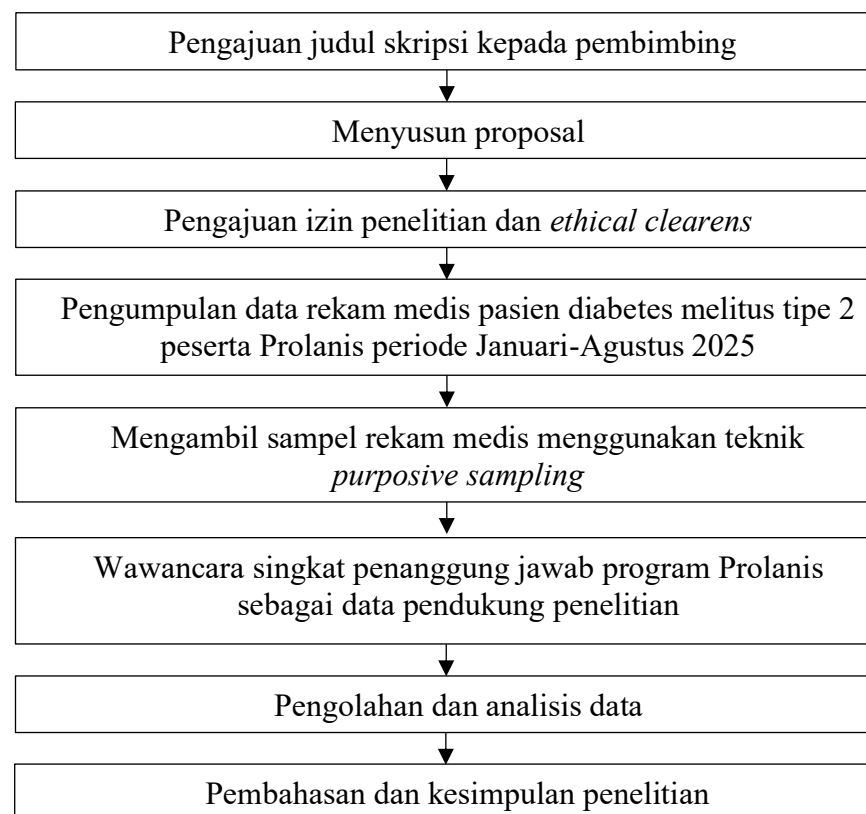 Pengajuan judul skripsi kepada pembimbing
Menyusun proposal
Pengajuan izin penelitian dan ethical clearens
Pengumpulan data rekam medis pasien diabetes melitus tipe 2
peserta Prolanis periode Januari-Agustus 2025
Mengambil sampel rekam medis menggunakan teknik
purposive sampling
Wawancara singkat penanggung jawab program Prolanis
sebagai data pendukung penelitian
Pengolahan dan analisis data
Pembahasan dan kesimpulan penelitian